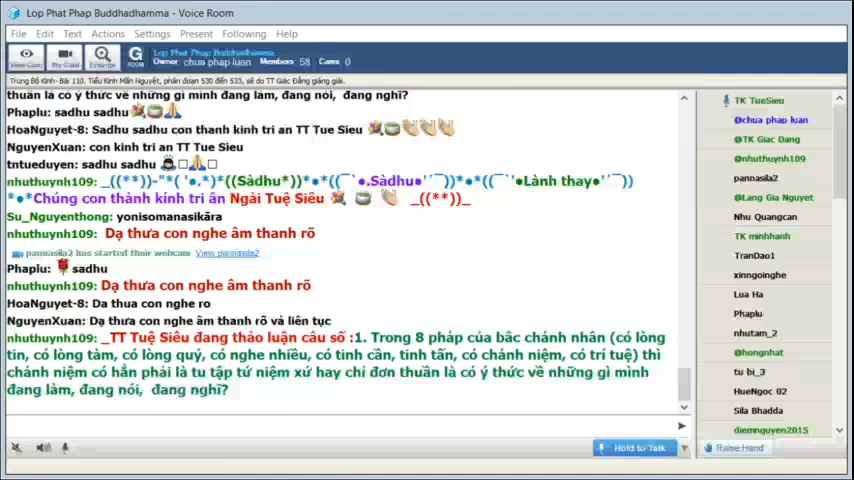 Lop Phat Phap Buddhadhamma - Voice Room
File Edit Text Actions Settings Present Following Help
Lop Phat Phap Buddhadhamma
Owner: chua phap luan Members: 58 Cams: 0
G ROOM
Trung Bộ Kinh- Bài 110. Tiểu Kinh Mãn Nguyệt, phân đoạn 530 đến 533, sẽ do TT Giác Đẳng giảng giải.
thuần là có ý thức về những gì mình đang làm, đang nói, đang nghĩ?
Phaplu: sadhu sadhu
HoaNguyet-8: Sadhu sadhu con thanh kinh tri an TT Tue Sieu
NguyenXuan: con kinh tri an TT Tue Sieu
tntueduyen: sadhu sadhu
nhuthuynh109: _((**))-"*( '●.*)*((Sàdhu*))*●*((¯`●.Sàdhu●'´¯))*●*((¯`'●Lành thay●''´¯))
*●*Chúng con thành kính tri ân Ngài Tuệ Siêu _((**))_
Su_Nguyenthong: yonisomanasikāra
nhuthuynh109: Dạ thưa con nghe âm thanh rõ
pannasila2 has started their webcam View pannasila2
Phaplu: sadhu
nhuthuynh109: Dạ thưa con nghe âm thanh rõ
HoaNguyet-8: Da thua con nghe ro
NguyenXuan: Dạ thưa con nghe âm thanh rõ và liên tục
nhuthuynh109: _TT Tuệ Siêu đang thảo luận câu số :1. Trong 8 pháp của bâc chánh nhân (có lòng
tin, có lòng tàm, có lòng quý, có nghe nhiều, có tinh cần, tinh tấn, có chánh niệm, có trí tuệ) thì
chánh niệm có hẳn phải là tu tập tứ niệm xứ hay chỉ đơn thuần là có ý thức về những gì mình
đang làm, đang nói, đang nghĩ?
Hold to Talk
Raise Hand
TK TueSieu
@chua phap luan
@TK Giac Dang
@nhuthuynh109
pannasila2
@Lang Gia Nguyet
Nhu Quangcan
TK minhhanh
TranDao1
xinngoinghe
Lua Ha
Phaplu
nhutam_2
@hongnhat
tu bi_3
HueNgoc 02
Sila Bhadda
diemnguyen2015